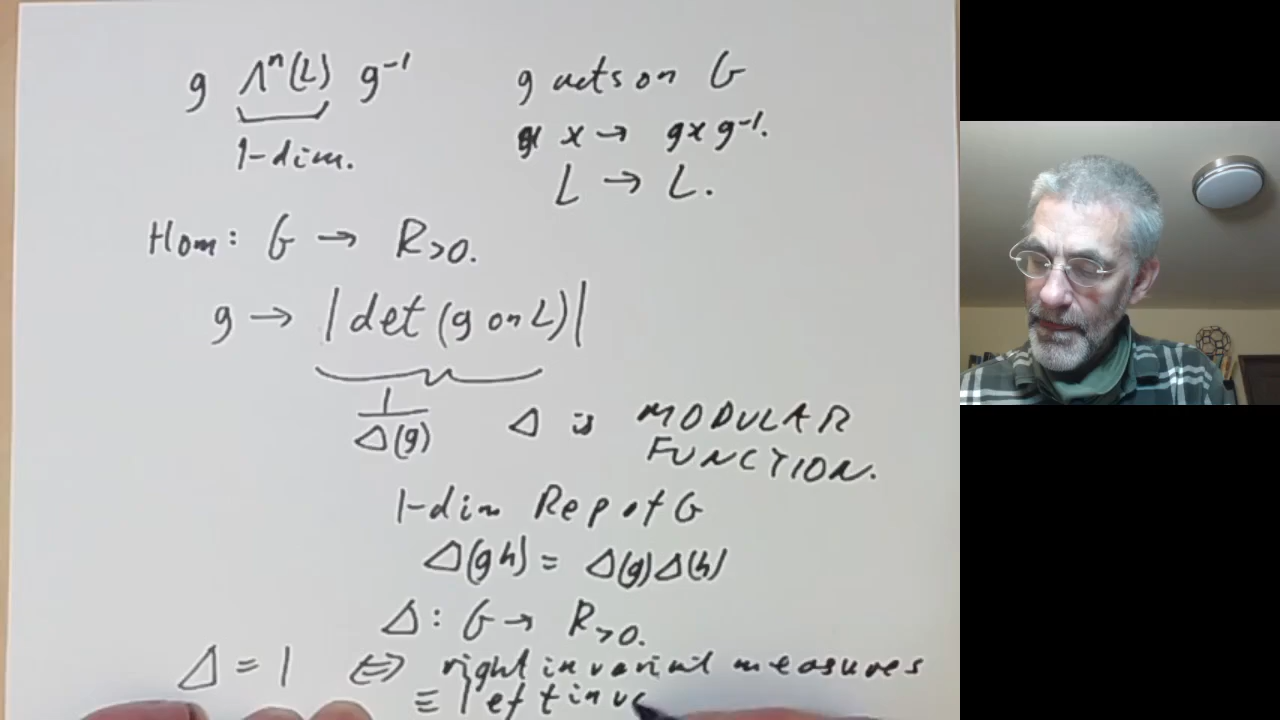 g Λⁿ(L) g⁻¹
1-dim.
g acts on G
x → gxg⁻¹.
L → L.
Hom: G → R>0.
g → |det(g on L)|
1/Δ(g) Δ is MODULAR
FUNCTION.
1-dim Rep of G
Δ(gh) = Δ(g)Δ(h)
Δ: G → R>0.
Δ = 1 ⇔ right invariant measures
≡ left inv